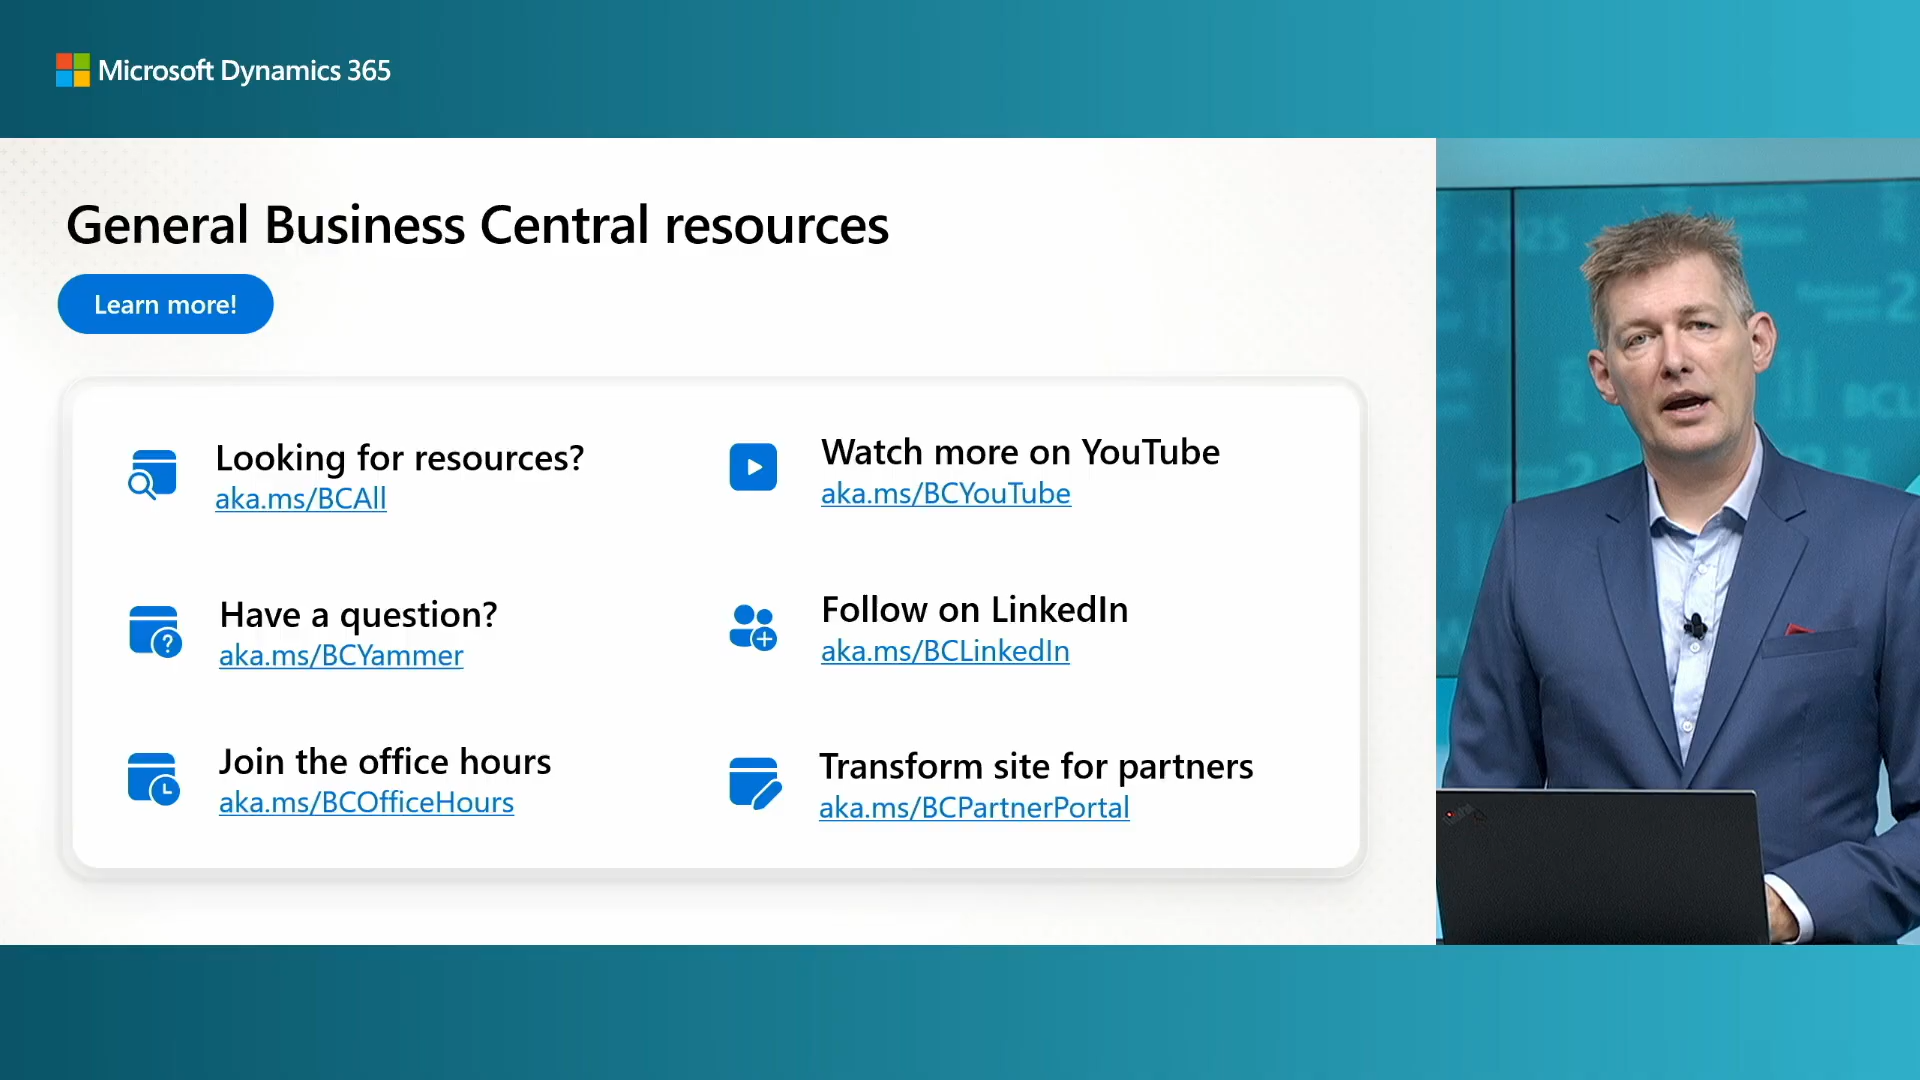 Microsoft Dynamics 365
General Business Central resources
Learn more!
Looking for resources?
aka.ms/BCAll
Watch more on YouTube
aka.ms/BCYouTube
Have a question?
aka.ms/BCYammer
Follow on LinkedIn
aka.ms/BCLinkedIn
Join the office hours
aka.ms/BCOfficeHours
Transform site for partners
aka.ms/BCPartnerPortal
2025